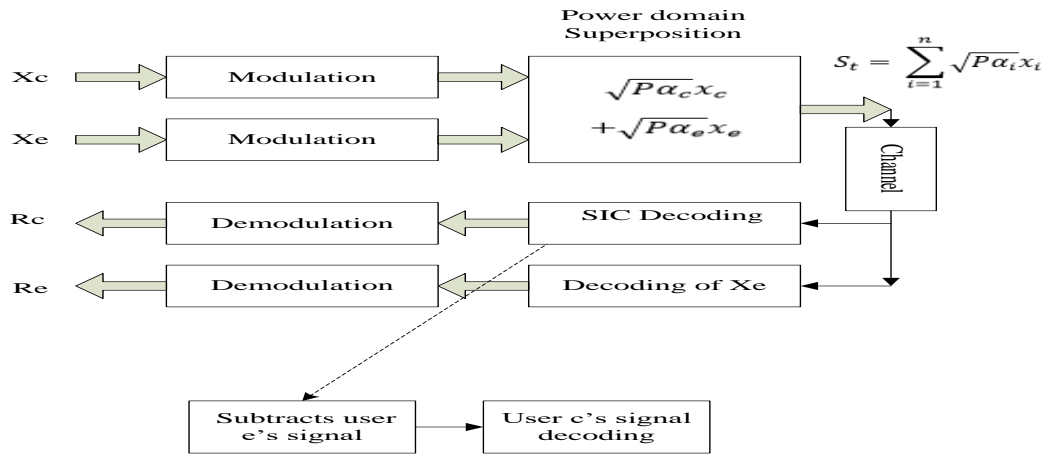 Power domain
Superposition
Xc
Modulation
√Pα_c x_c
+√Pα_e x_e
S_t = ∑_{i=1}^{n} √Pα_i x_i
Xe
Modulation
Channel
Rc
Demodulation
SIC Decoding
Re
Demodulation
Decoding of Xe
Subtracts user
e's signal
User c's signal
decoding